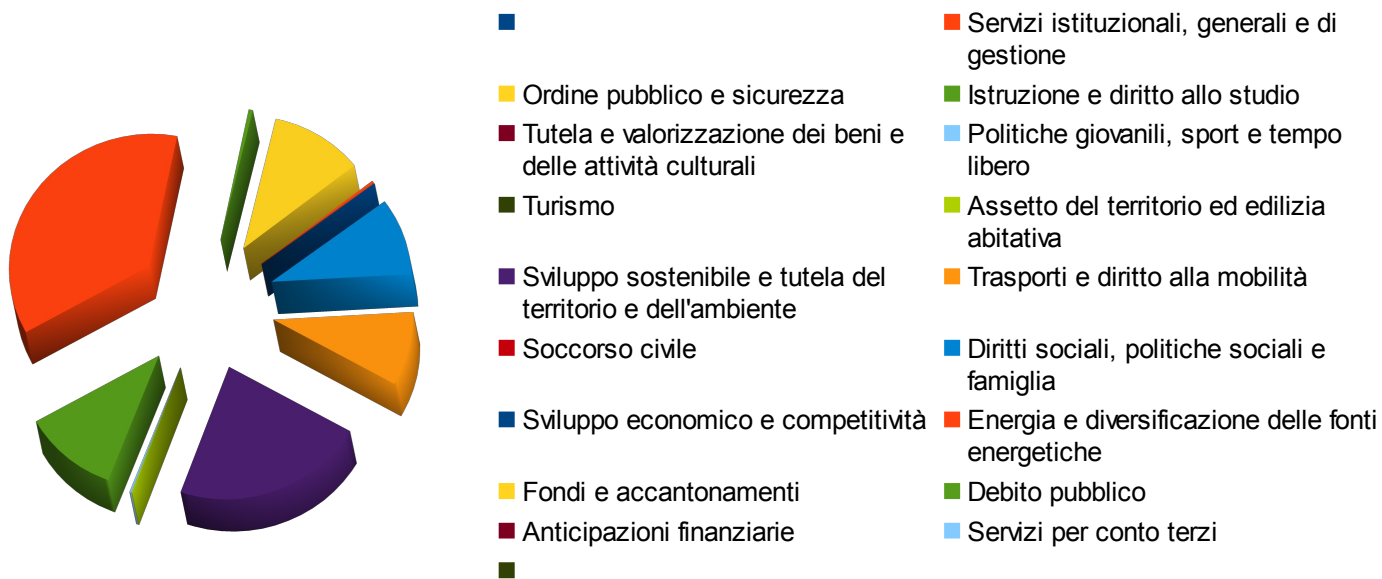 Servizi istituzionali, generali e di
gestione
Ordine pubblico e sicurezza
Istruzione e diritto allo studio
Tutela e valorizzazione dei beni e
delle attività culturali
Politiche giovanili, sport e tempo
libero
Turismo
Assetto del territorio ed edilizia
abitativa
Sviluppo sostenibile e tutela del
territorio e dell'ambiente
Trasporti e diritto alla mobilità
Soccorso civile
Diritti sociali, politiche sociali e
famiglia
Sviluppo economico e competitività
Energia e diversificazione delle fonti
energetiche
Fondi e accantonamenti
Debito pubblico
Anticipazioni finanziarie
Servizi per conto terzi